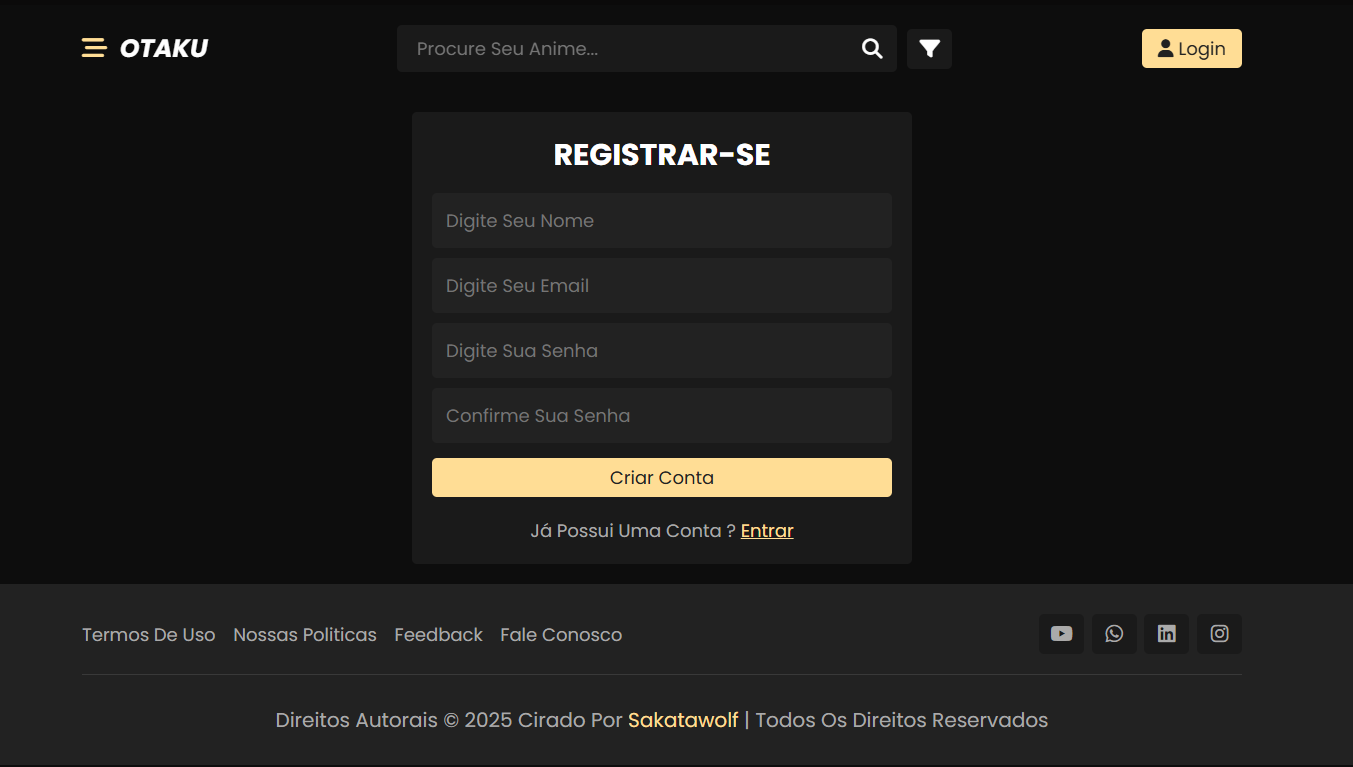 OTAKU
Procure Seu Anime...
Login
REGISTRAR-SE
Digite Seu Nome
Digite Seu Email
Digite Sua Senha
Confirme Sua Senha
Criar Conta
Já Possui Uma Conta ? Entrar
Termos De Uso Nossas Politicas Feedback Fale Conosco
Direitos Autorais © 2025 Cirado Por Sakatawolf | Todos Os Direitos Reservados